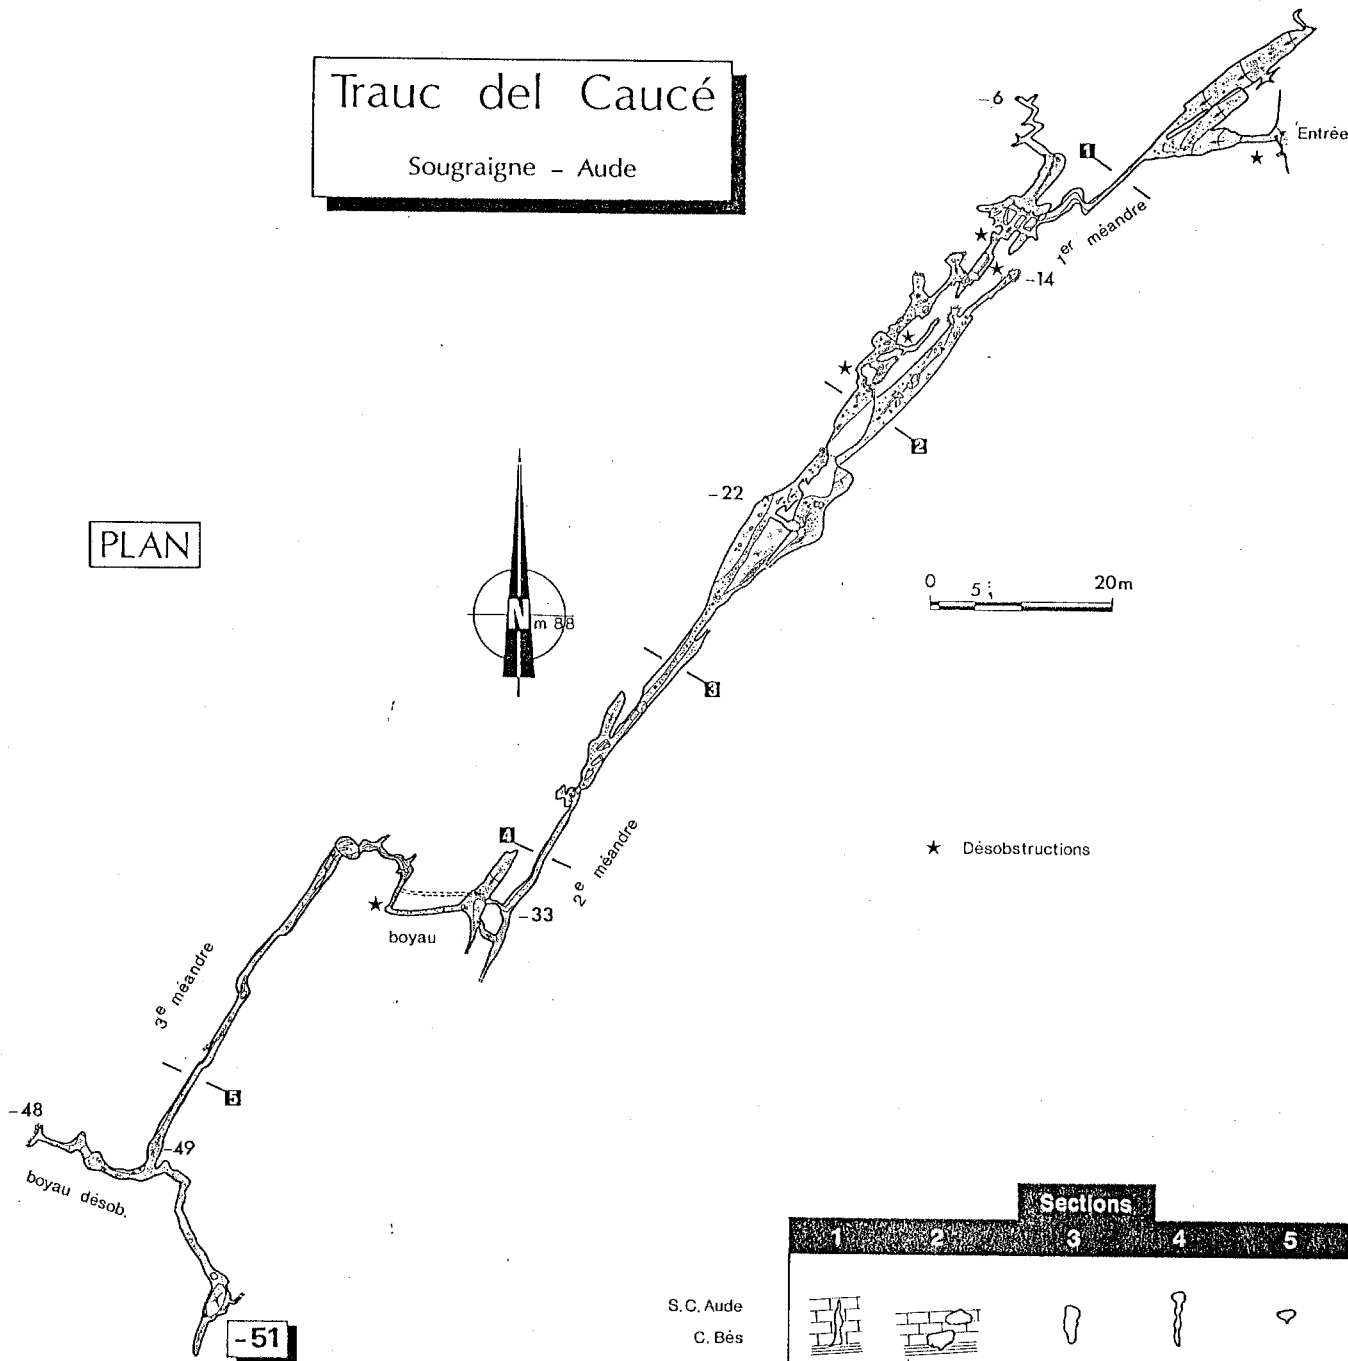 Trauc del Caucé
Sougraigne – Aude
-6
1
Entrée
1er méandre
-14
2
-22
PLAN
0 5 20m
N
m 88
3
4
2e méandre
★ Désobstructions
-33
boyau
3e méandre
5
-48
-49
boyau désob.
-51
Sections
1 2 3 4 5
S.C. Aude
C. Bès